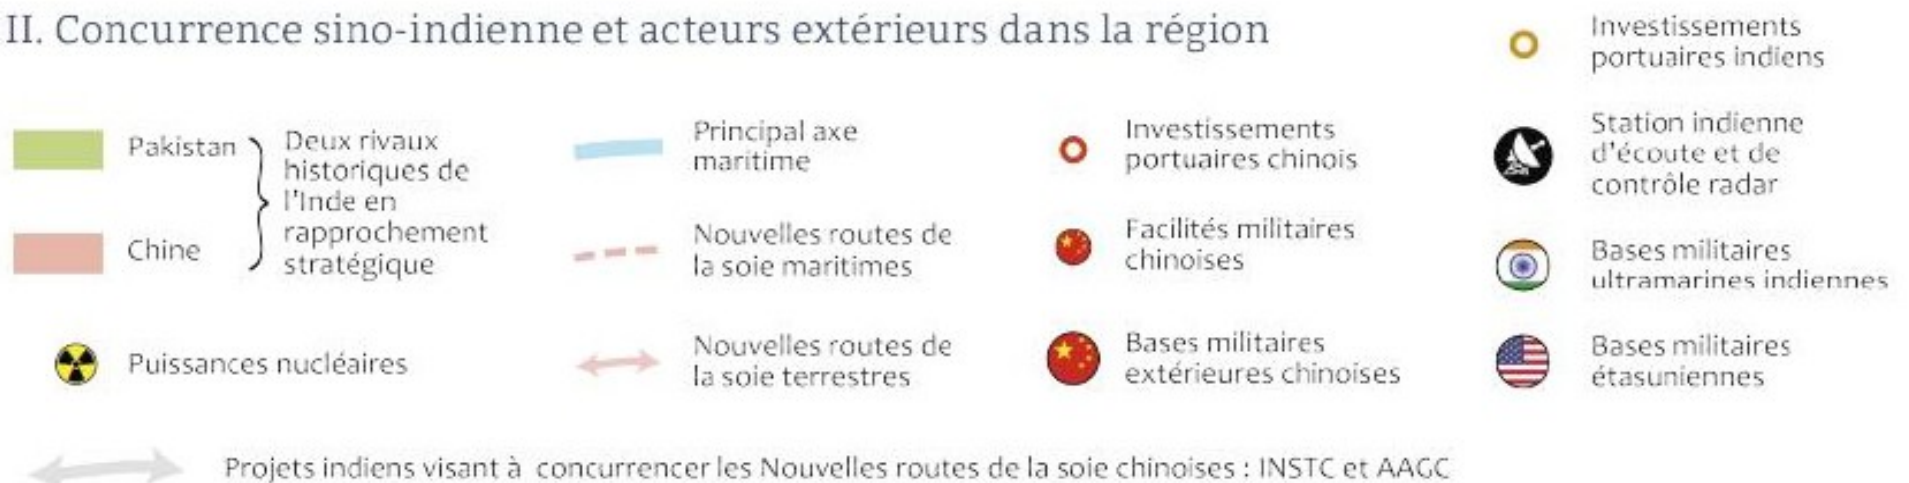 II. Concurrence sino-indienne et acteurs extérieurs dans la région
Pakistan
Chine
Deux rivaux
historiques de
l'Inde en
rapprochement
stratégique
Puissances nucléaires
Principal axe
maritime
Nouvelles routes de
la soie maritimes
Nouvelles routes de
la soie terrestres
Investissements
portuaires chinois
Facilités militaires
chinoises
Bases militaires
extérieures chinoises
Investissements
portuaires indiens
Station indienne
d'écoute et de
contrôle radar
Bases militaires
ultramarines indiennes
Bases militaires
étasuniennes
Projets indiens visant à concurrencer les Nouvelles routes de la soie chinoises : INSTC et AAGC